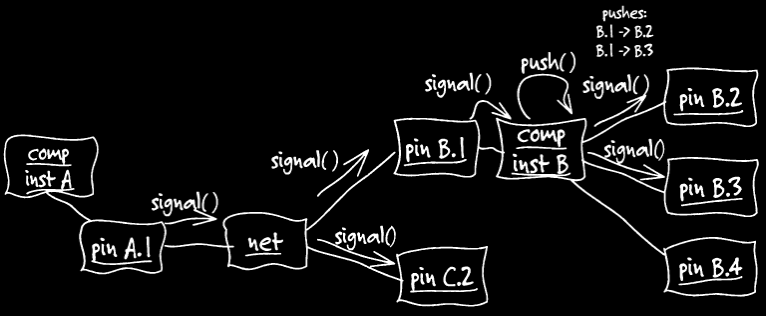 pushes:
B.1 -> B.2
B.1 -> B.3
push()
signal()
signal()
pin B.2
comp
inst B
pin B.1
signal()
comp
inst A
signal()
pin B.3
signal()
pin A.1
net
signal()
pin C.2
pin B.4